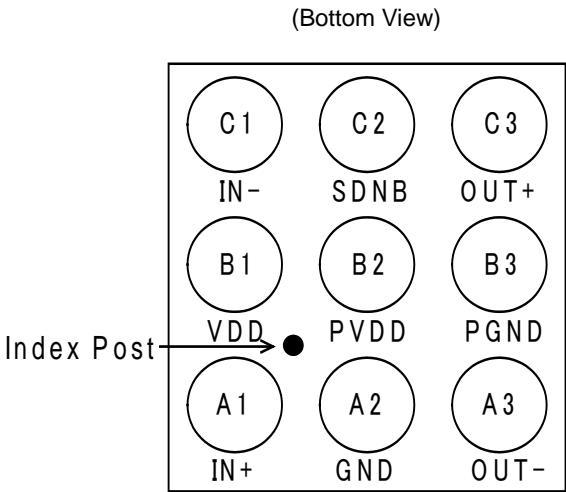 (Bottom View)
C1 C2 C3
IN- SDNB OUT+
B1 B2 B3
VDD PVDD PGND
Index Post
A1 A2 A3
IN+ GND OUT-